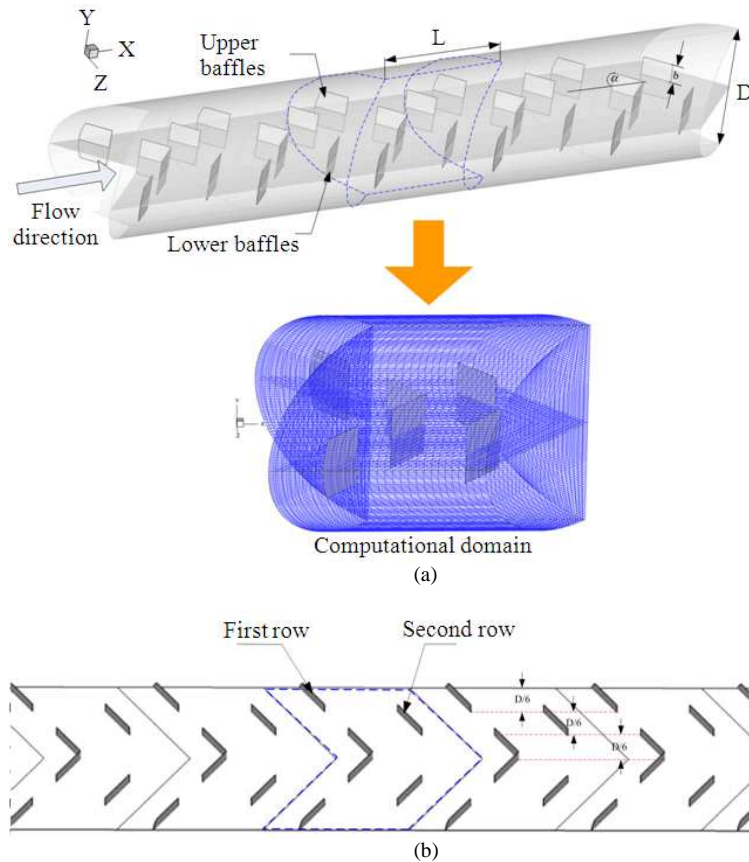 Y
X
Z
Upper
baffles
L
α
b
D
Flow
direction
Lower baffles
Computational domain
(a)
First row
Second row
D/6
D/6
D/6
(b)